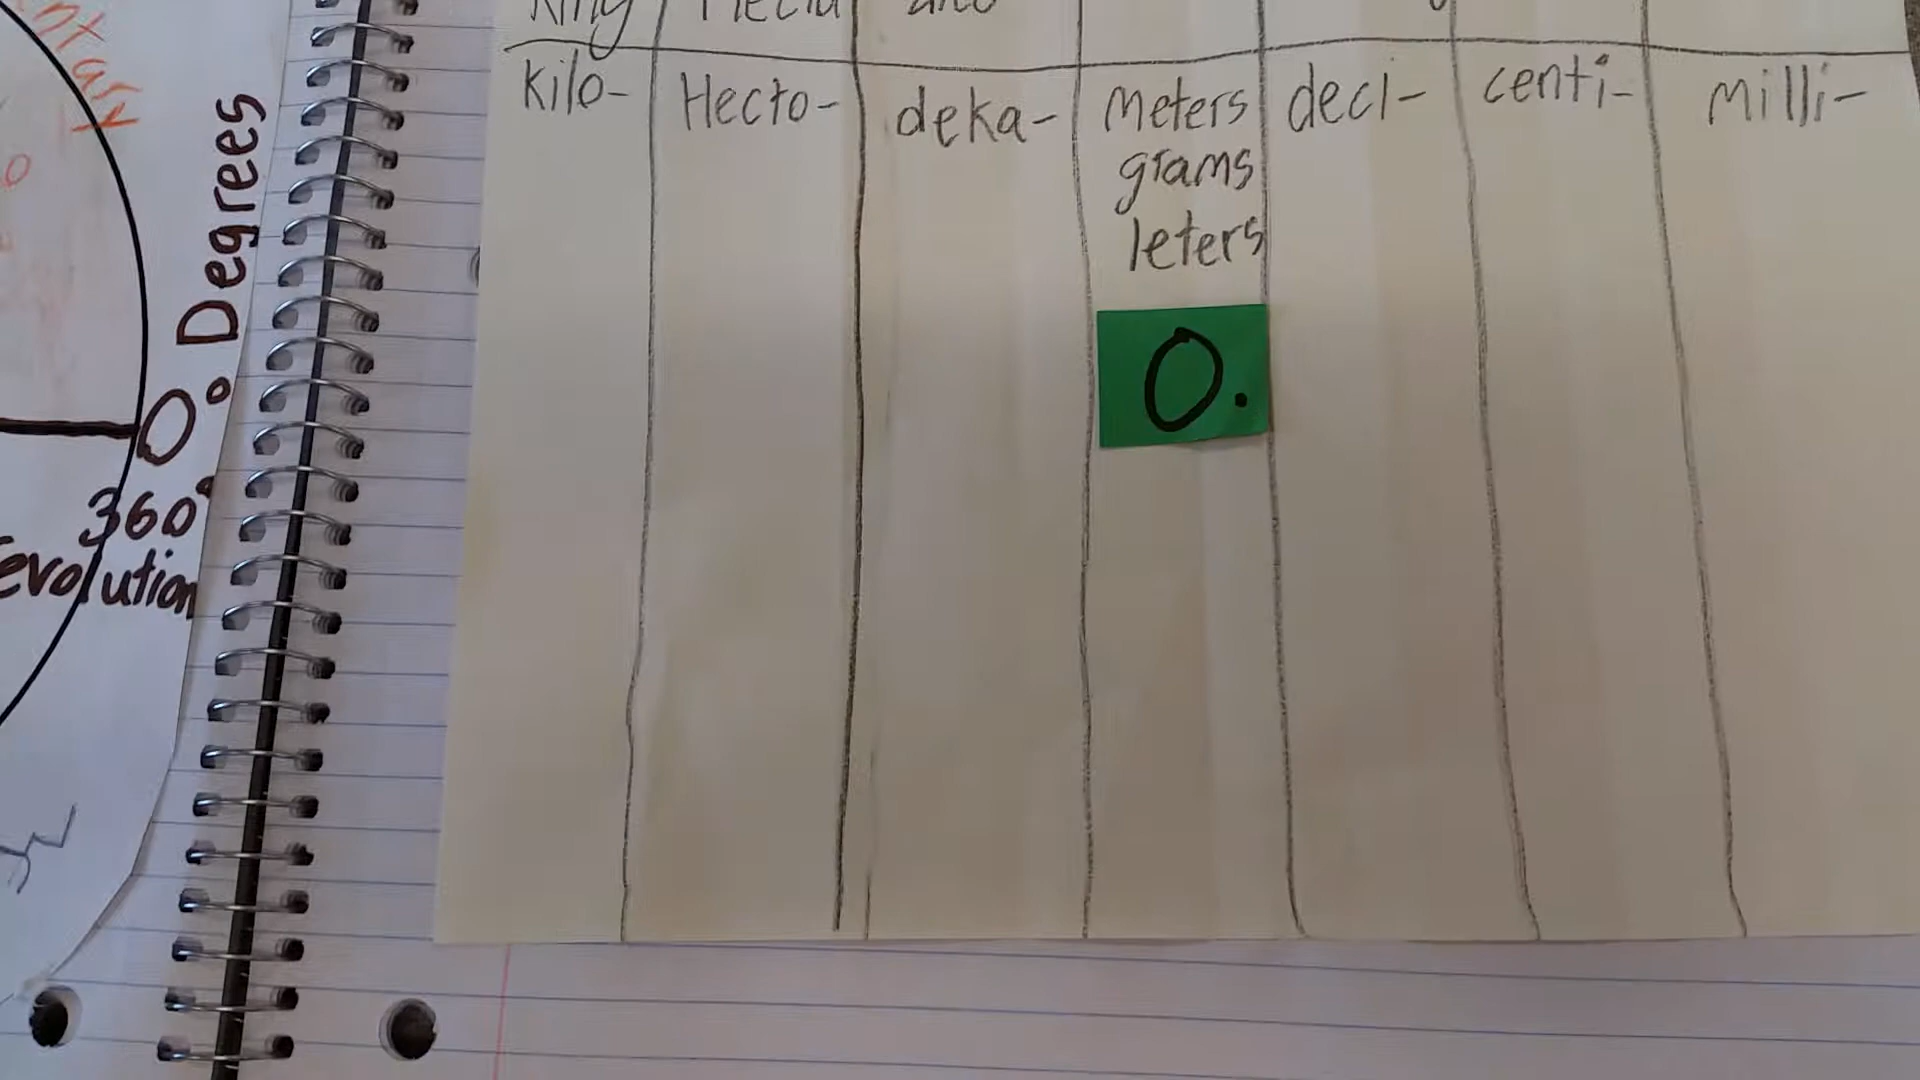 kilo- Hecto- deka- Meters deci- centi- Milli-
grams
leters
0.
Degrees
0°
360°
evolution